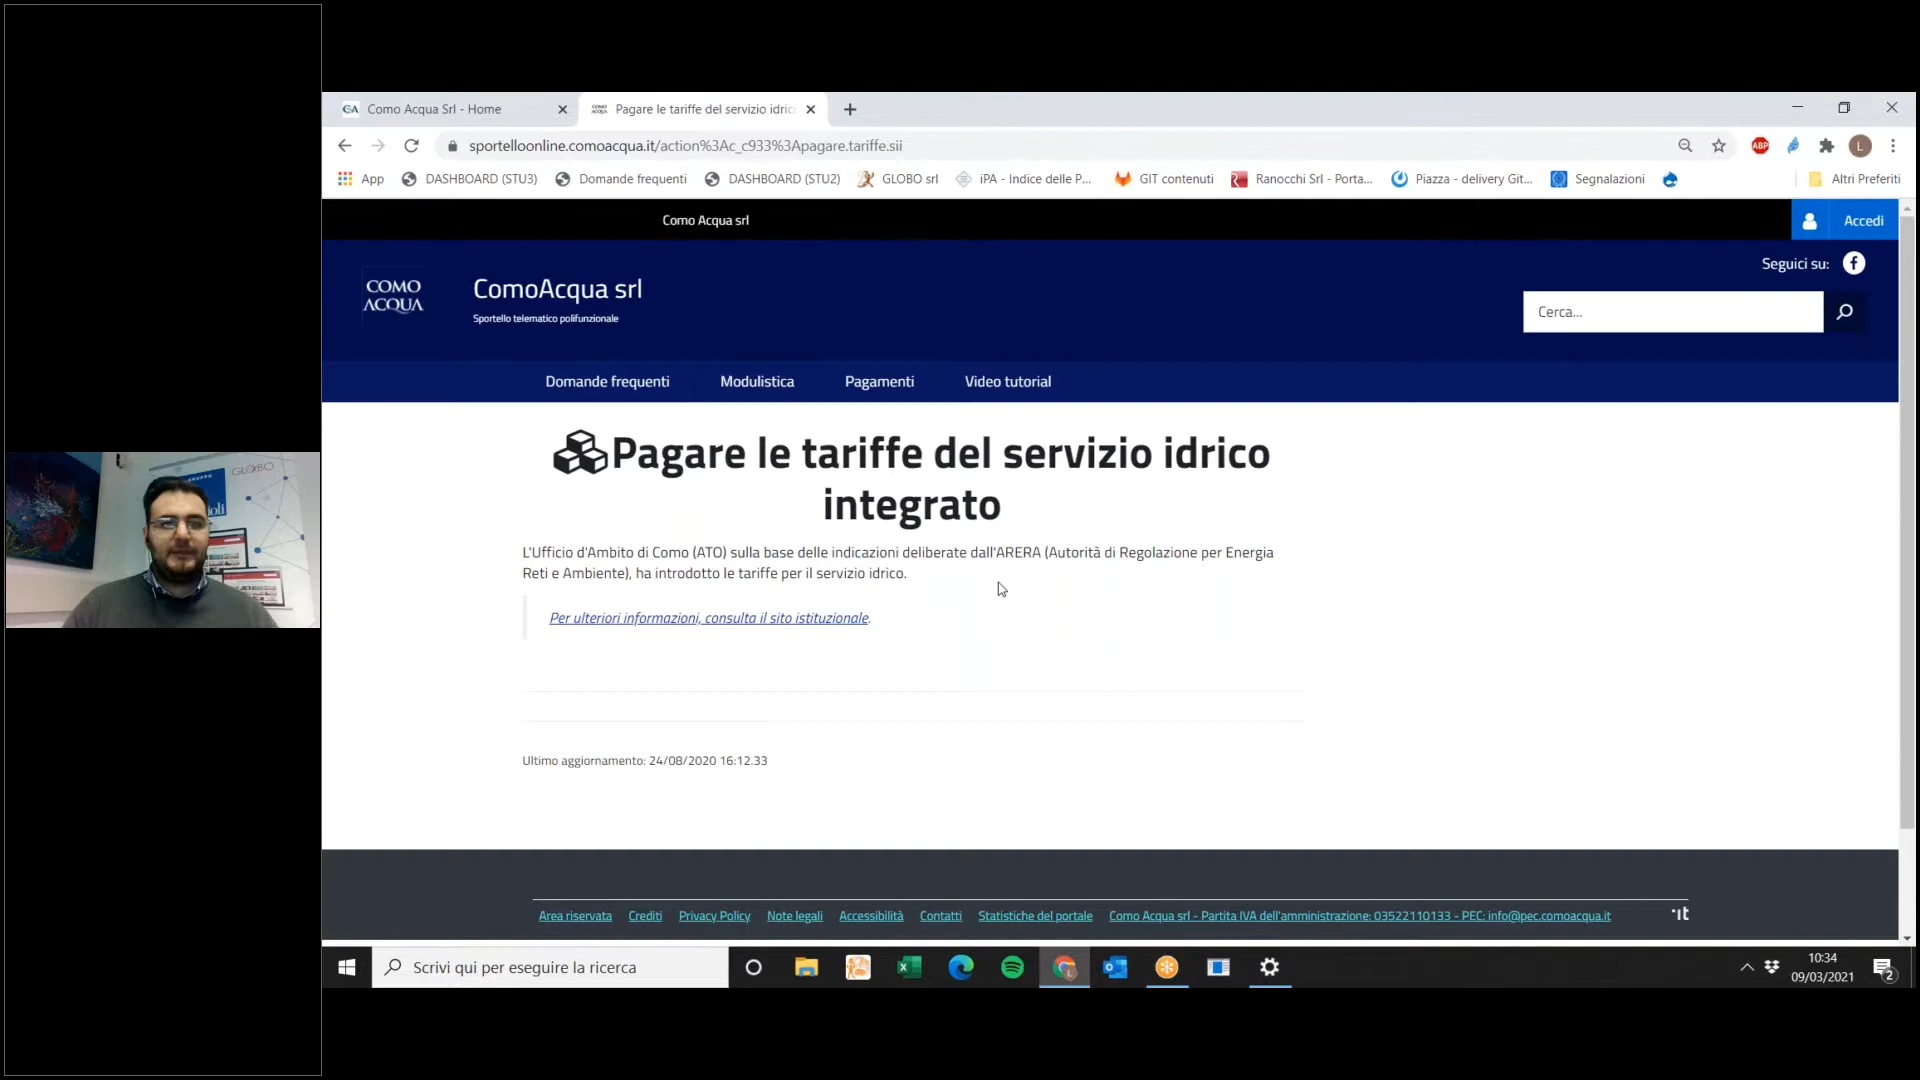 Como Acqua Srl - Home
Pagare le tariffe del servizio idric
sportelloonline.comoacqua.it/action%3Ac_c933%3Apagare.tariffe.sii
ABP
L
App
DASHBOARD (STU3)
Domande frequenti
DASHBOARD (STU2)
GLOBO srl
iPA - Indice delle P...
GIT contenuti
Ranocchi Srl - Porta...
Piazza - delivery Git...
Segnalazioni
Altri Preferiti
Como Acqua srl
Accedi
Seguici su:
COMO
ACQUA
ComoAcqua srl
Sportello telematico polifunzionale
Cerca...
Domande frequenti
Modulistica
Pagamenti
Video tutorial
Pagare le tariffe del servizio idrico
integrato
L'Ufficio d'Ambito di Como (ATO) sulla base delle indicazioni deliberate dall'ARERA (Autorità di Regolazione per Energia
Reti e Ambiente), ha introdotto le tariffe per il servizio idrico.
Per ulteriori informazioni, consulta il sito istituzionale.
Ultimo aggiornamento: 24/08/2020 16:12.33
Area riservata
Crediti
Privacy Policy
Note legali
Accessibilità
Contatti
Statistiche del portale
Como Acqua srl - Partita IVA dell'amministrazione: 03522110133 - PEC: info@pec.comoacqua.it
GLOBO
Scrivi qui per eseguire la ricerca
10:34
09/03/2021
2